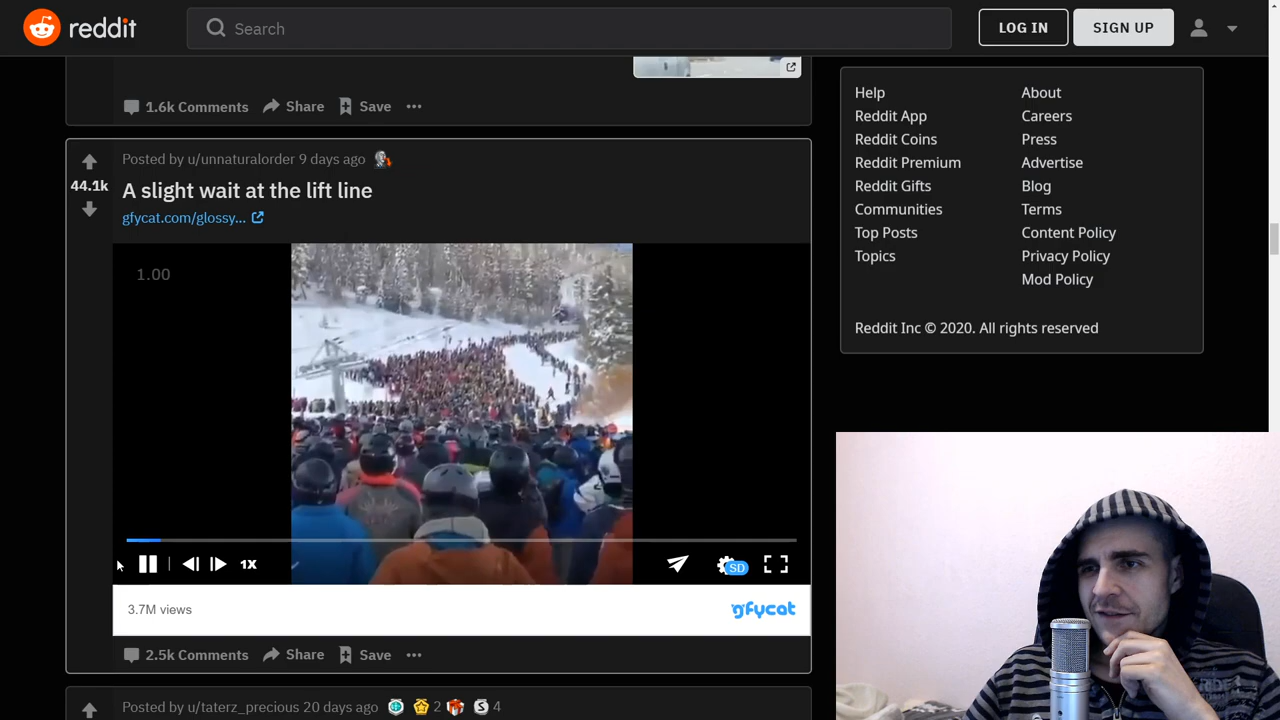 reddit
Search
LOG IN
SIGN UP
1.6k Comments
Share
Save
Posted by u/unnaturalorder 9 days ago
44.1k
A slight wait at the lift line
gfycat.com/glossy...
1.00
1X
SD
3.7M views
gfycat
2.5k Comments
Share
Save
Posted by u/taterz_precious 20 days ago
2
4
Help
Reddit App
Reddit Coins
Reddit Premium
Reddit Gifts
Communities
Top Posts
Topics
About
Careers
Press
Advertise
Blog
Terms
Content Policy
Privacy Policy
Mod Policy
Reddit Inc © 2020. All rights reserved